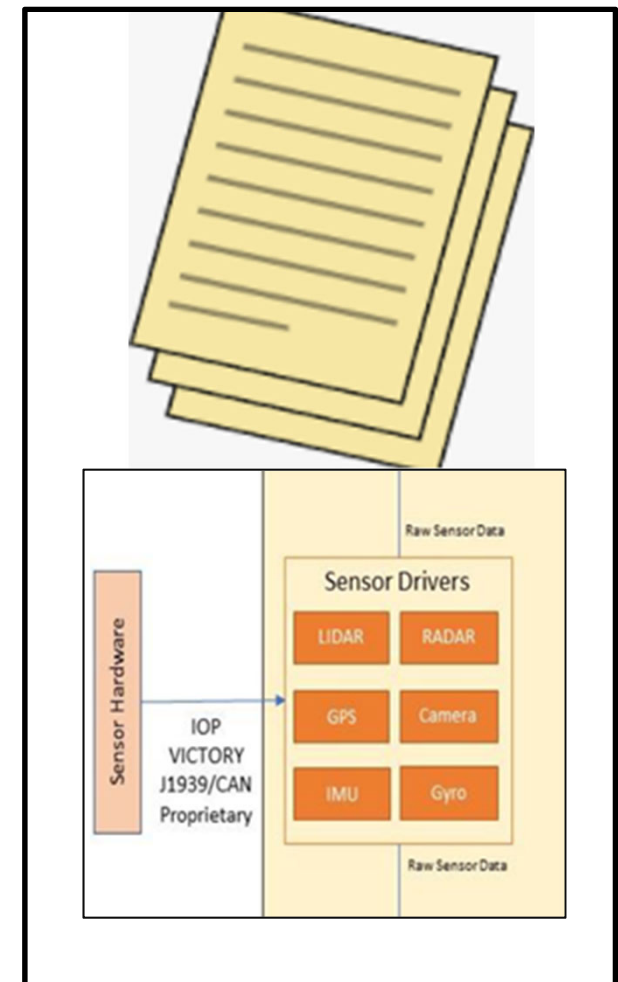 Raw Sensor Data
Sensor Drivers
LIDAR
RADAR
Sensor Hardware
GPS
Camera
IOP
VICTORY
J1939/CAN
Proprietary
IMU
Gyro
Raw Sensor Data